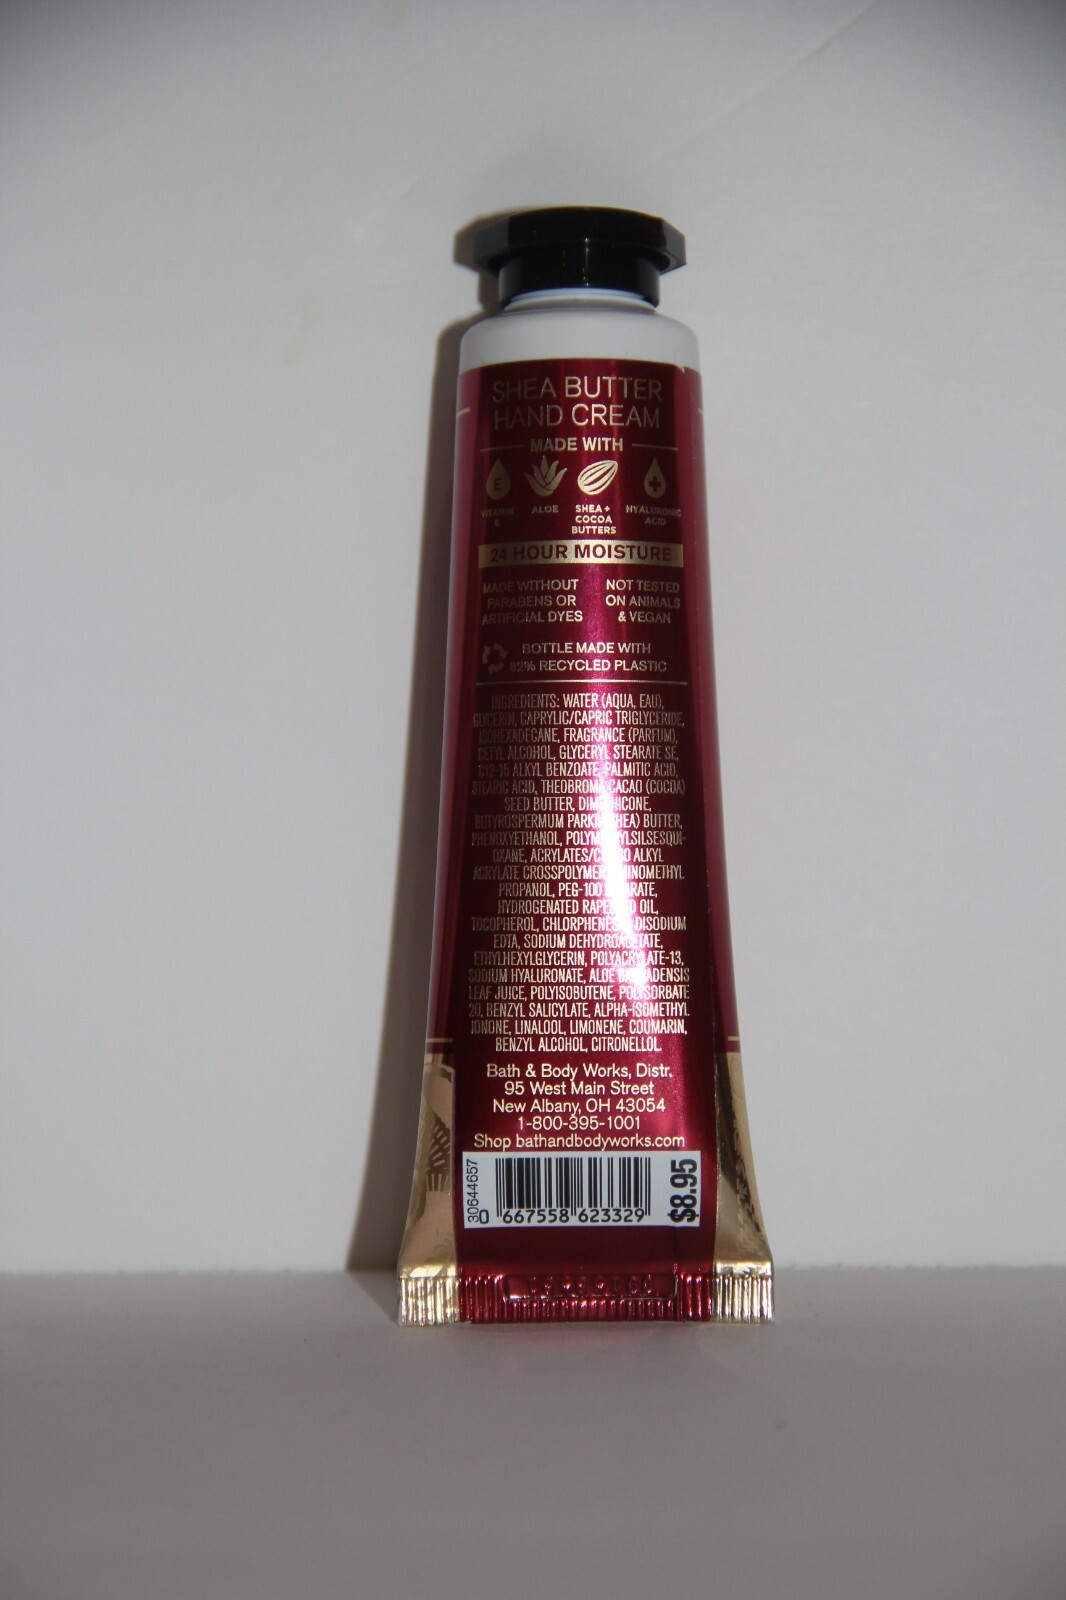 SHEA BUTTER
HAND CREAM
MADE WITH
E
VITAMIN E
ALOE
SHEA +
COCOA
BUTTERS
HYALURONIC
ACID
24 HOUR MOISTURE
MADE WITHOUT
PARABENS OR
ARTIFICIAL DYES
NOT TESTED
ON ANIMALS
& VEGAN
BOTTLE MADE WITH
82% RECYCLED PLASTIC
INGREDIENTS: WATER (AQUA, EAU),
GLYCERIN, CAPRYLIC/CAPRIC TRIGLYCERIDE,
ISOHEXADECANE, FRAGRANCE (PARFUM),
CETYL ALCOHOL, GLYCERYL STEARATE SE,
C12-15 ALKYL BENZOATE, PALMITIC ACID,
STEARIC ACID, THEOBROMA CACAO (COCOA)
SEED BUTTER, DIMETHICONE,
BUTYROSPERMUM PARKII (SHEA) BUTTER,
PHENOXYETHANOL,
OXANE, ALKYL
ACRYLATE
PROPANOL, PEG-100 STEARATE,
HYDROGENATED RAPESEED OIL,
TOCOPHEROL, DISODIUM
EDTA, SODIUM DEHYDROACETATE,
ETHYLHEXYLGLYCERIN, POLYACRYLATE-13,
SODIUM HYALURONATE, ALOE BARBADENSIS
LEAF JUICE, POLYISOBUTENE, POLYSORBATE
20, BENZYL SALICYLATE, ALPHA-ISOMETHYL
IONONE, LINALOOL, LIMONENE, COUMARIN,
BENZYL ALCOHOL, CITRONELLOL.
Bath & Body Works, Distr.
95 West Main Street
New Albany, OH 43054
1-800-395-1001
Shop bathandbodyworks.com
30644657
0 667558 623329
$8.95